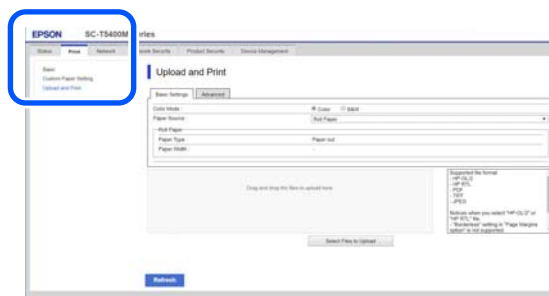 EPSON SC-T5400M Series
Status Print Network Network Security Product Security Device Management
Basic
Custom Paper Setting
Upload and Print
Upload and Print
Basic Settings Advanced
Color Mode : Color B&W
Paper Source : Roll Paper
Roll Paper
Paper Type : Paper out
Paper Width : -
Drag and drop the files to upload here.
Supported file format
- HP-GL/2
- HP RTL
- PDF
- TIFF
- JPEG
Notices when you select "HP-GL/2" or
"HP RTL" file.
- "Borderless" setting in "Page Margins
option" is not supported.
Select Files to Upload
Refresh